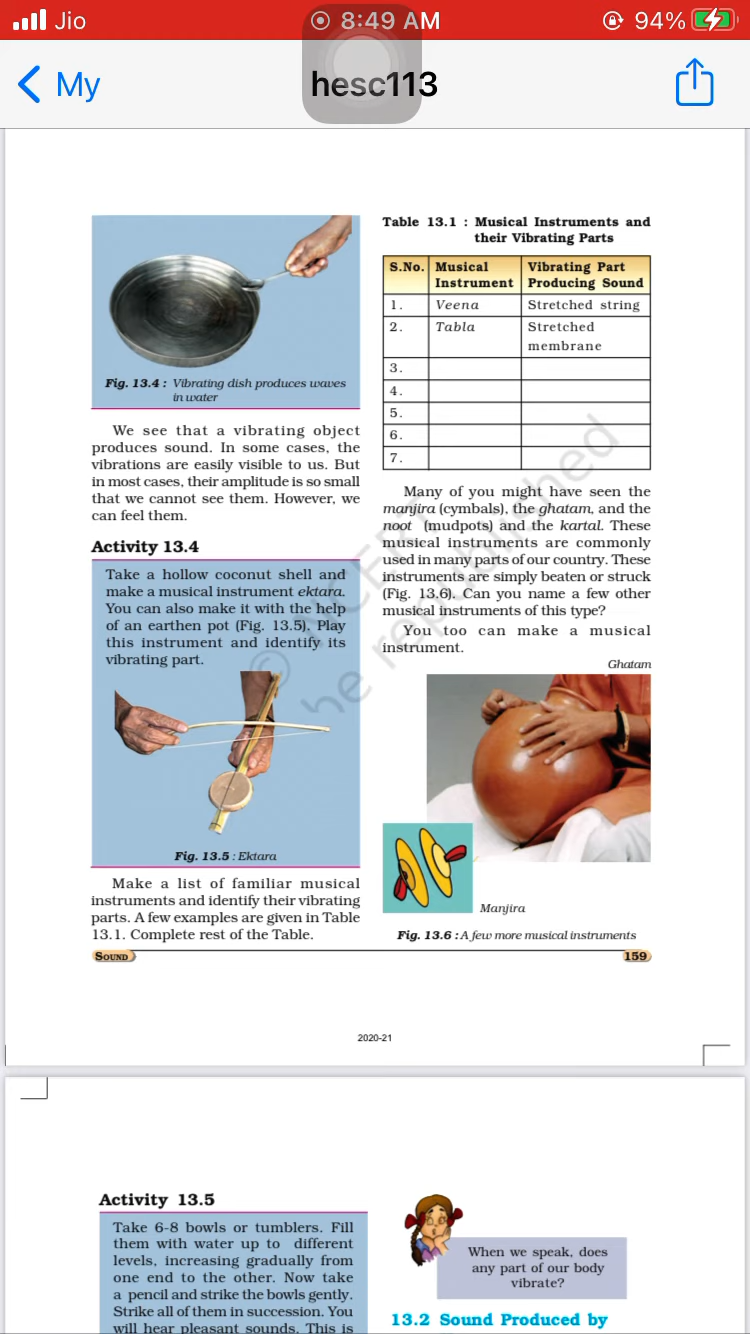 Jio
8:49 AM
94%
My
hesc113
Fig. 13.4 : Vibrating dish produces waves
in water
We see that a vibrating object
produces sound. In some cases, the
vibrations are easily visible to us. But
in most cases, their amplitude is so small
that we cannot see them. However, we
can feel them.
Activity 13.4
Take a hollow coconut shell and
make a musical instrument ektara.
You can also make it with the help
of an earthen pot (Fig. 13.5). Play
this instrument and identify its
vibrating part.
Fig. 13.5 : Ektara
Make a list of familiar musical
instruments and identify their vibrating
parts. A few examples are given in Table
13.1. Complete rest of the Table.
Table 13.1 : Musical Instruments and
their Vibrating Parts
S.No. Musical Instrument Vibrating Part Producing Sound
1. Veena Stretched string
2. Tabla Stretched membrane
3.
4.
5.
6.
7.
Many of you might have seen the
manjira (cymbals), the ghatam, and the
noot (mudpots) and the kartal. These
musical instruments are commonly
used in many parts of our country. These
instruments are simply beaten or struck
(Fig. 13.6). Can you name a few other
musical instruments of this type?
You too can make a musical
instrument.
Ghatam
Manjira
Fig. 13.6 : A few more musical instruments
© NCERT
be republished
SOUND
159
2020-21
Activity 13.5
Take 6-8 bowls or tumblers. Fill
them with water up to different
levels, increasing gradually from
one end to the other. Now take
a pencil and strike the bowls gently.
Strike all of them in succession. You
will hear pleasant sounds. This is
When we speak, does
any part of our body
vibrate?
13.2 Sound Produced by